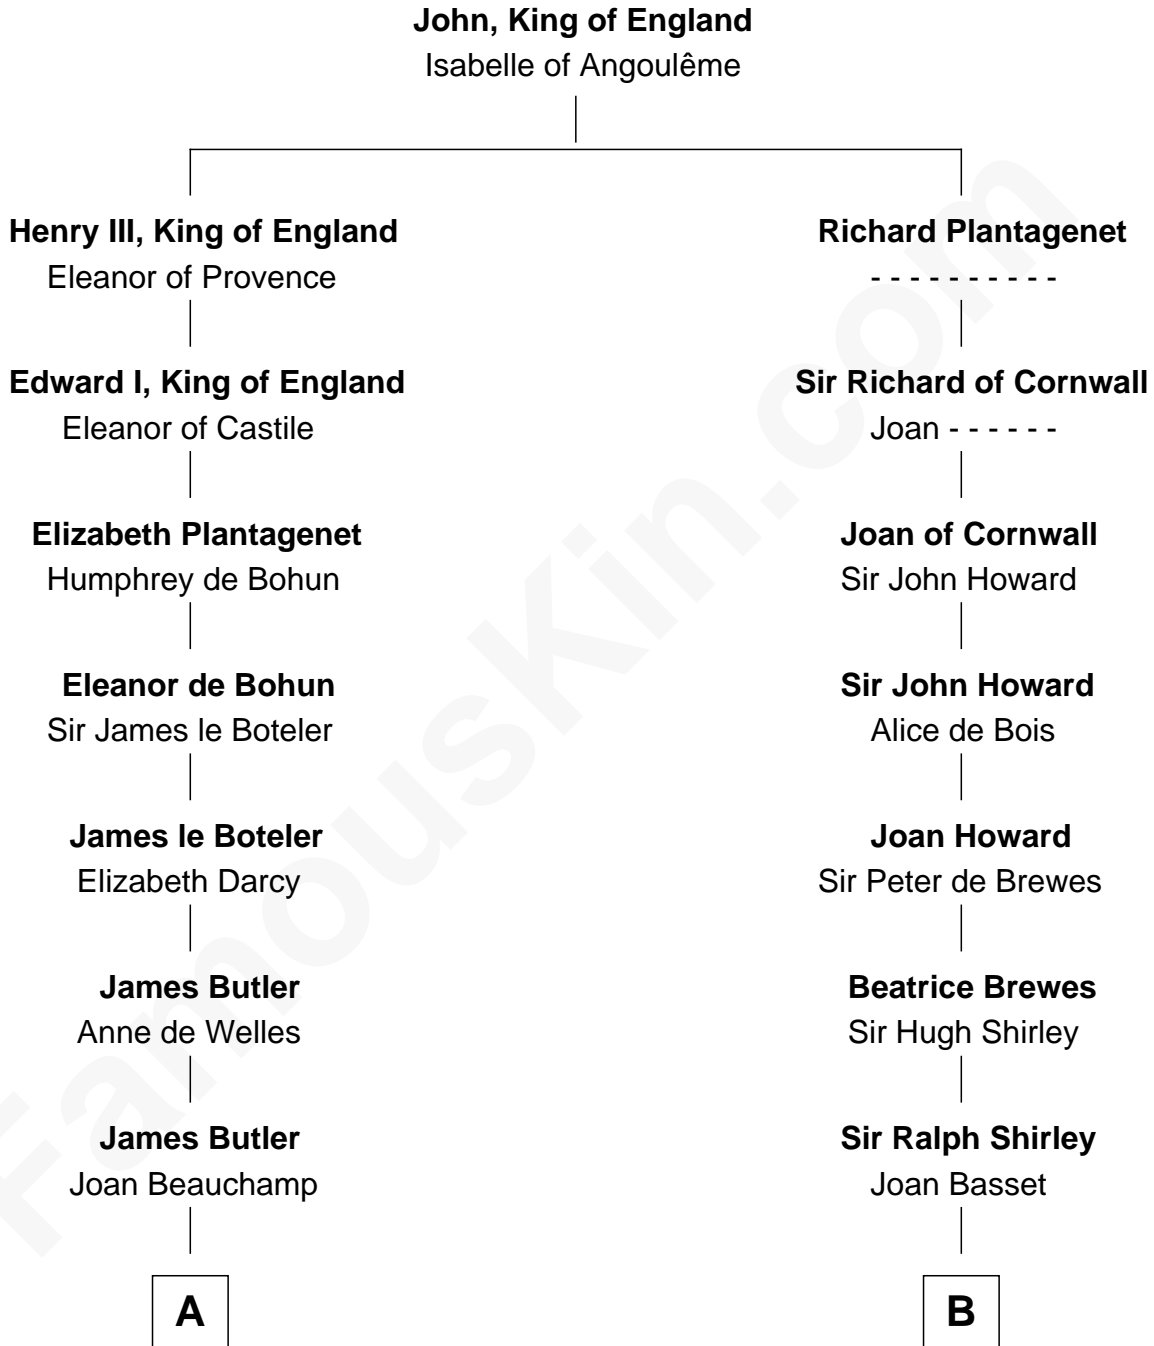 John, King of England
Isabelle of Angoulême
Henry III, King of England
Eleanor of Provence
Edward I, King of England
Eleanor of Castile
Elizabeth Plantagenet
Humphrey de Bohun
Eleanor de Bohun
Sir James le Boteler
James le Boteler
Elizabeth Darcy
James Butler
Anne de Welles
James Butler
Joan Beauchamp
A
Richard Plantagenet
- - - - - - - - - -
Sir Richard of Cornwall
Joan - - - - - -
Joan of Cornwall
Sir John Howard
Sir John Howard
Alice de Bois
Joan Howard
Sir Peter de Brewes
Beatrice Brewes
Sir Hugh Shirley
Sir Ralph Shirley
Joan Basset
B
FamousKin.com